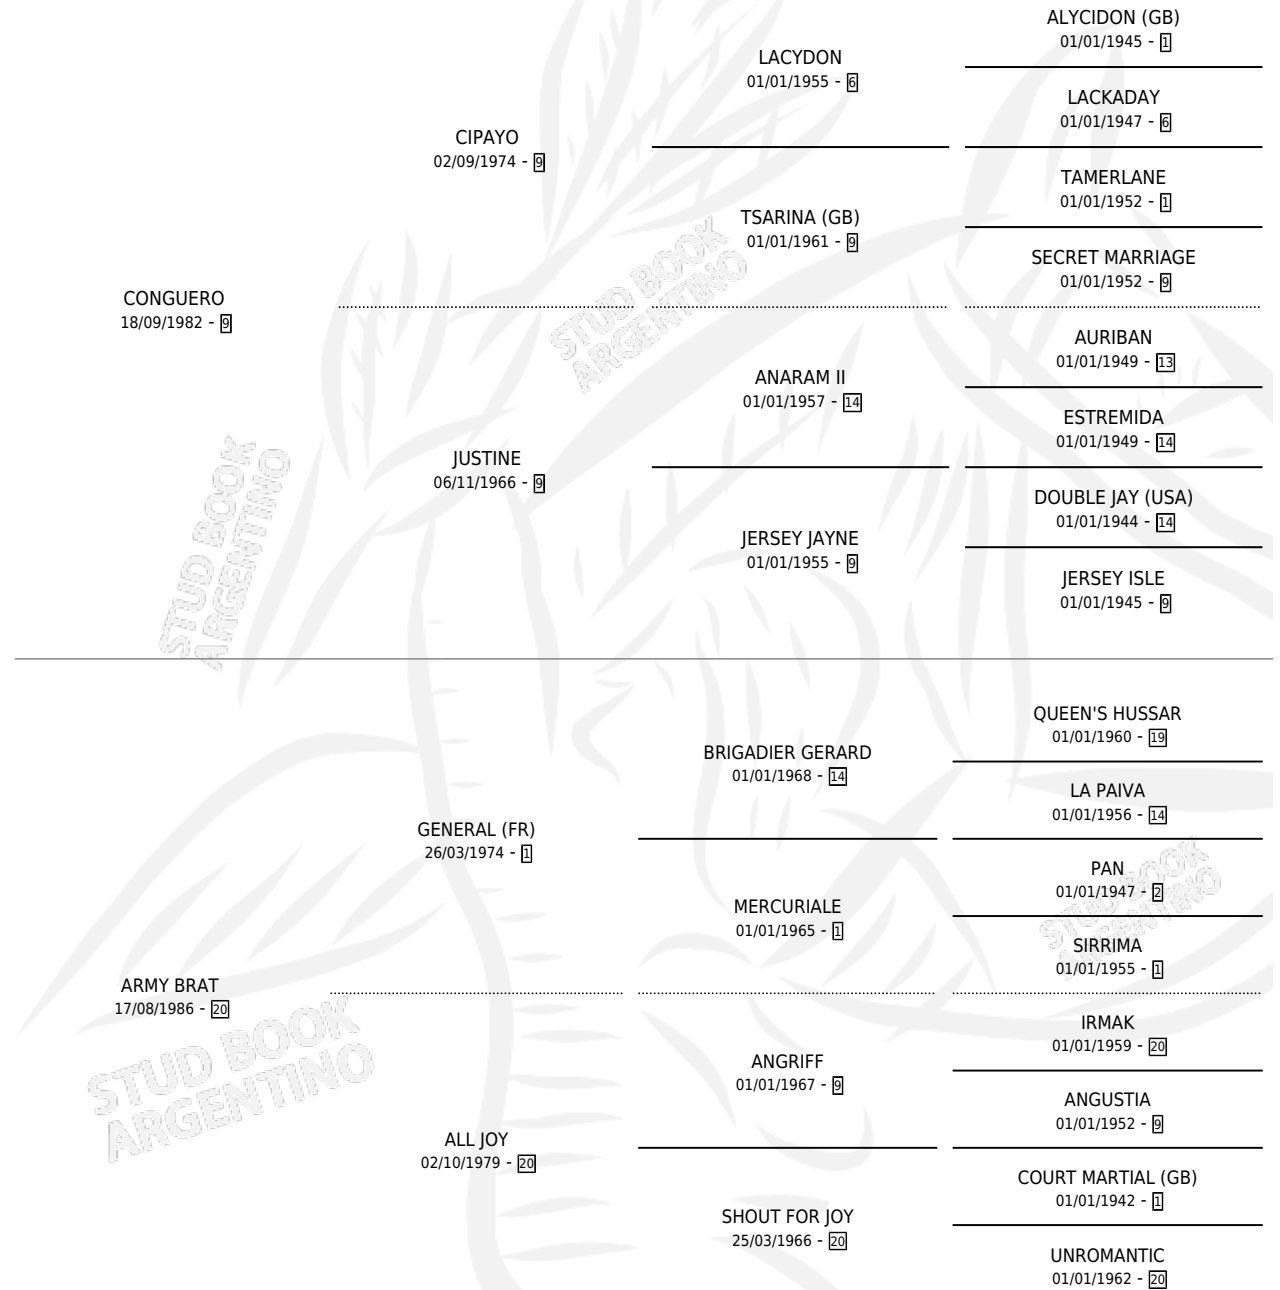 ALYCIDON (GB)
01/01/1945 - 1
LACYDON
01/01/1955 - 6
LACKADAY
01/01/1947 - 6
CIPAYO
02/09/1974 - 9
TAMERLANE
01/01/1952 - 1
TSARINA (GB)
01/01/1961 - 9
SECRET MARRIAGE
01/01/1952 - 9
CONGUERO
18/09/1982 - 9
AURIBAN
01/01/1949 - 13
ANARAM II
01/01/1957 - 14
ESTREMIDA
01/01/1949 - 14
JUSTINE
06/11/1966 - 9
DOUBLE JAY (USA)
01/01/1944 - 14
JERSEY JAYNE
01/01/1955 - 9
JERSEY ISLE
01/01/1945 - 9
STUD BOOK
ARGENTINO
STUD BOOK
ARGENTINO
QUEEN'S HUSSAR
01/01/1960 - 19
BRIGADIER GERARD
01/01/1968 - 14
LA PAIVA
01/01/1956 - 14
GENERAL (FR)
26/03/1974 - 1
PAN
01/01/1947 - 2
MERCURIALE
01/01/1965 - 1
SIRRIMA
01/01/1955 - 1
STUD BOOK
ARGENTINO
ARMY BRAT
17/08/1986 - 20
IRMAK
01/01/1959 - 20
ANGRIFF
01/01/1967 - 9
ANGUSTIA
01/01/1952 - 9
STUD BOOK
ARGENTINO
ALL JOY
02/10/1979 - 20
COURT MARTIAL (GB)
01/01/1942 - 1
SHOUT FOR JOY
25/03/1966 - 20
UNROMANTIC
01/01/1962 - 20